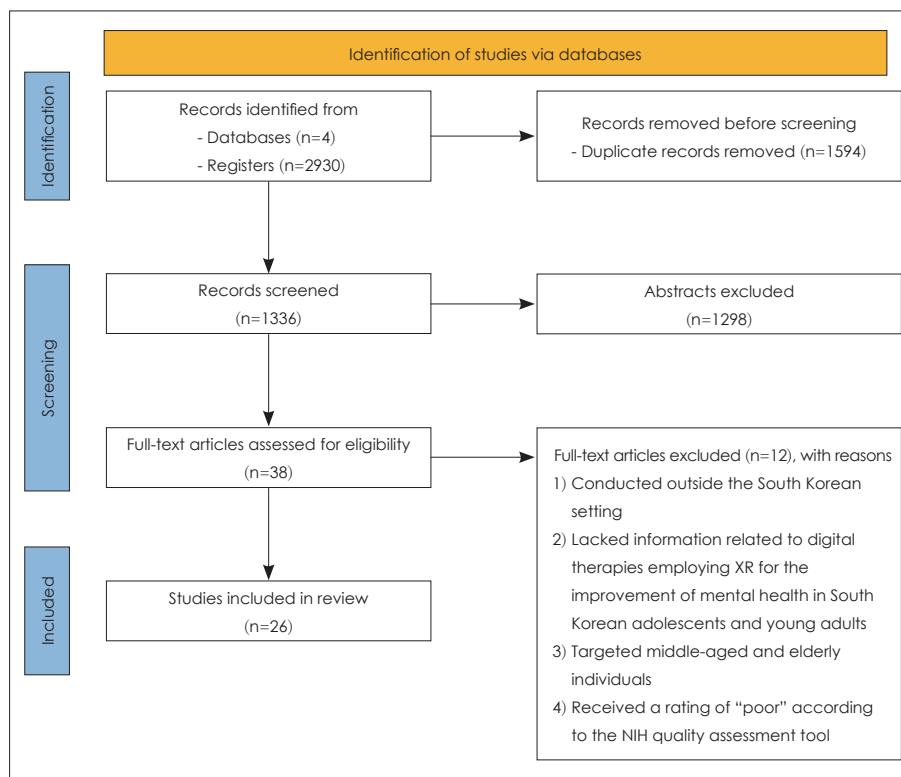 Identification of studies via databases
Identification
Records identified from
- Databases (n=4)
- Registers (n=2930)
Records removed before screening
- Duplicate records removed (n=1594)
Screening
Records screened
(n=1336)
Abstracts excluded
(n=1298)
Full-text articles assessed for eligibility
(n=38)
Full-text articles excluded (n=12), with reasons
1) Conducted outside the South Korean
setting
2) Lacked information related to digital
therapies employing XR for the
improvement of mental health in South
Korean adolescents and young adults
3) Targeted middle-aged and elderly
individuals
4) Received a rating of “poor” according
to the NIH quality assessment tool
Included
Studies included in review
(n=26)